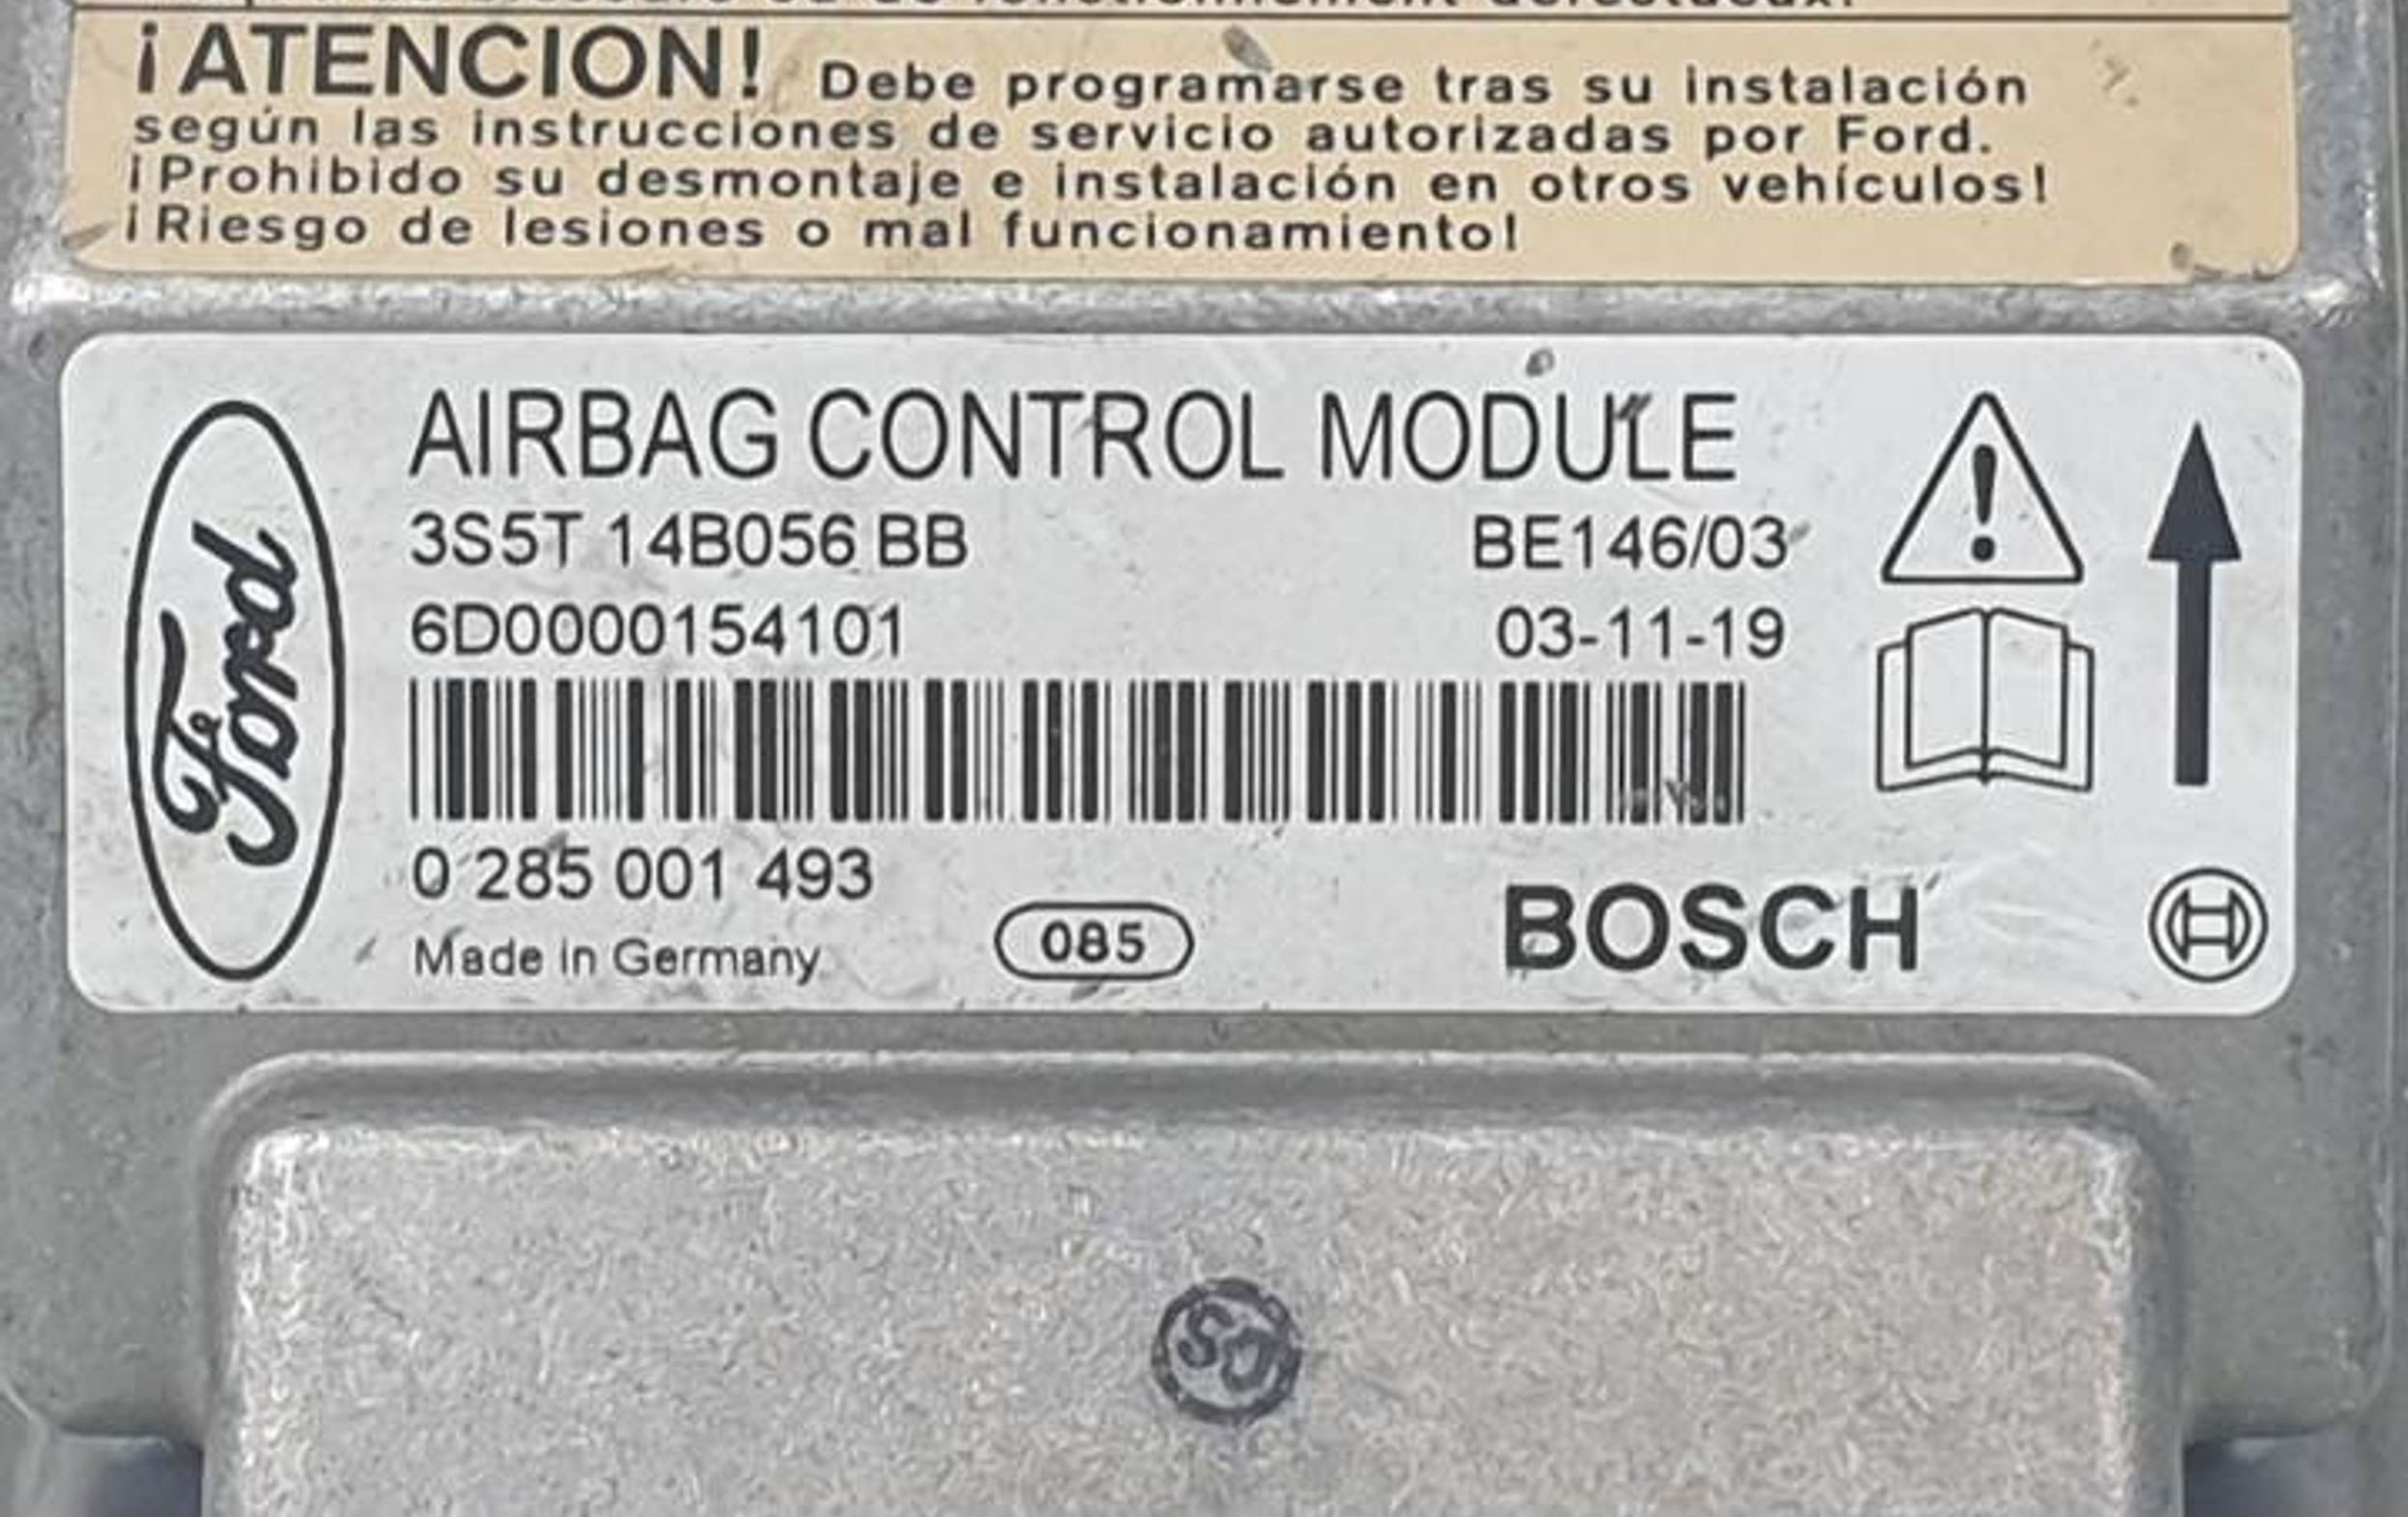 ¡ATENCION! Debe programarse tras su instalación
según las instrucciones de servicio autorizadas por Ford.
¡Prohibido su desmontaje e instalación en otros vehículos!
¡Riesgo de lesiones o mal funcionamiento!
Ford
AIRBAG CONTROL MODULE
3S5T 14B056 BB BE146/03
6D0000154101 03-11-19
0 285 001 493
Made in Germany 085 BOSCH